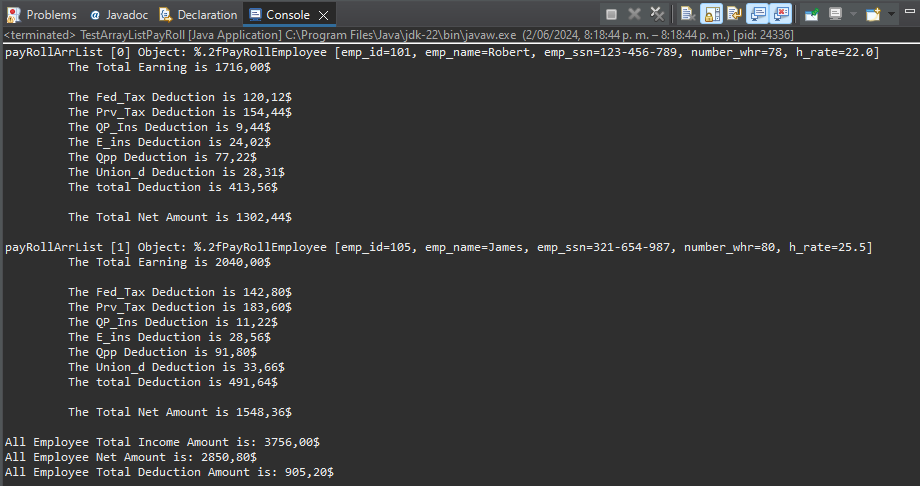 Problems Javadoc Declaration Console
<terminated> TestArrayListPayRoll [Java Application] C:\Program Files\Java\jdk-22\bin\javaw.exe (2/06/2024, 8:18:44 p. m. – 8:18:44 p. m.) [pid: 24336]
payRollArrList [0] Object: %.2fPayRollEmployee [emp_id=101, emp_name=Robert, emp_ssn=123-456-789, number_whr=78, h_rate=22.0]
The Total Earning is 1716,00$
The Fed_Tax Deduction is 120,12$
The Prv_Tax Deduction is 154,44$
The QP_Ins Deduction is 9,44$
The E_ins Deduction is 24,02$
The Qpp Deduction is 77,22$
The Union_d Deduction is 28,31$
The total Deduction is 413,56$
The Total Net Amount is 1302,44$
payRollArrList [1] Object: %.2fPayRollEmployee [emp_id=105, emp_name=James, emp_ssn=321-654-987, number_whr=80, h_rate=25.5]
The Total Earning is 2040,00$
The Fed_Tax Deduction is 142,80$
The Prv_Tax Deduction is 183,60$
The QP_Ins Deduction is 11,22$
The E_ins Deduction is 28,56$
The Qpp Deduction is 91,80$
The Union_d Deduction is 33,66$
The total Deduction is 491,64$
The Total Net Amount is 1548,36$
All Employee Total Income Amount is: 3756,00$
All Employee Net Amount is: 2850,80$
All Employee Total Deduction Amount is: 905,20$